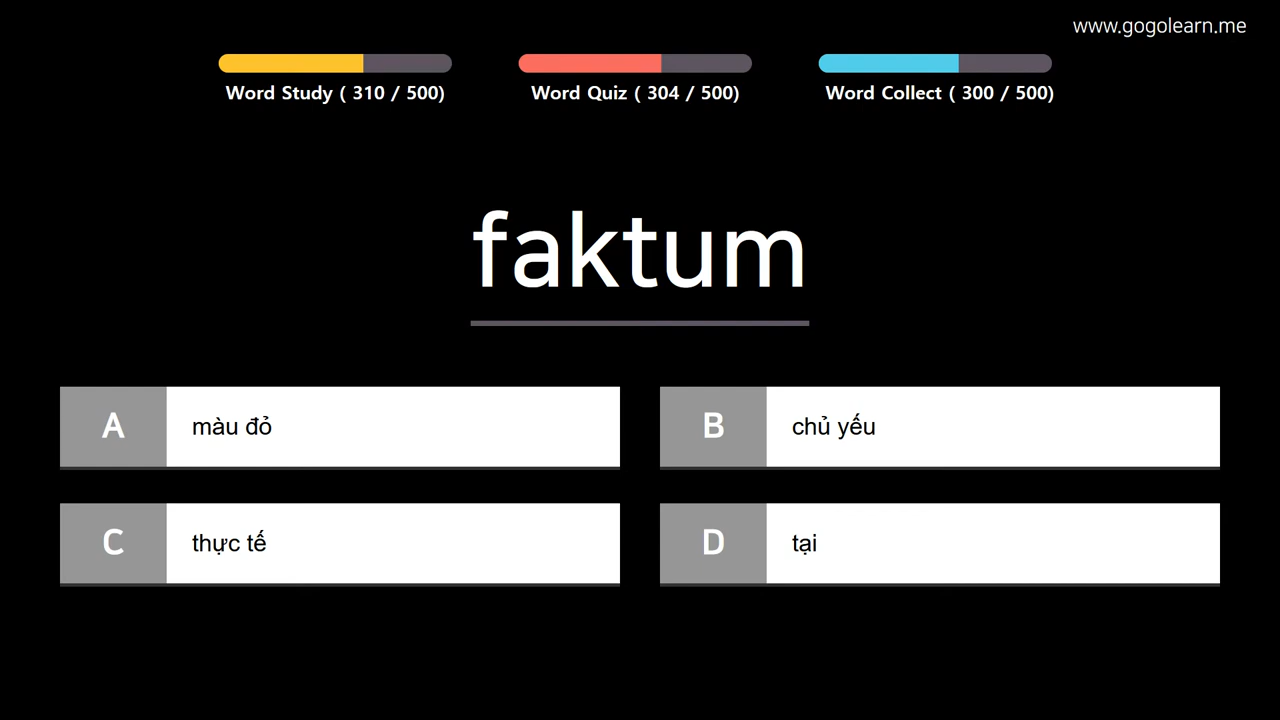 www.gogolearn.me
Word Study ( 310 / 500)
Word Quiz ( 304 / 500)
Word Collect ( 300 / 500)
faktum
A màu đỏ
B chủ yếu
C thực tế
D tại